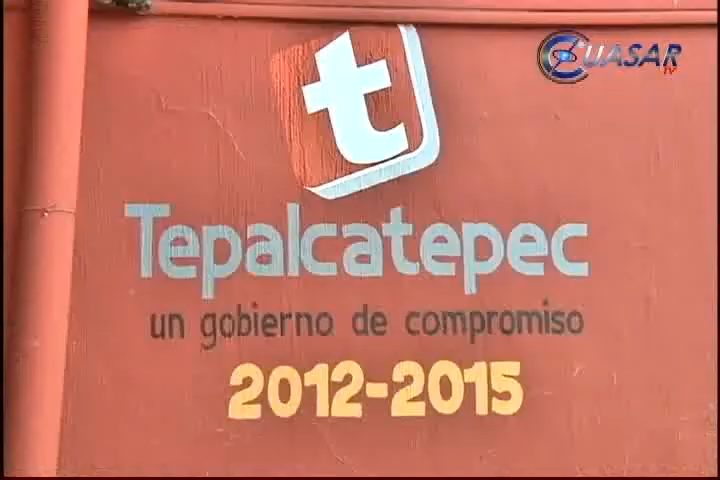 CUASAR
TV
t
Tepalcatepec
un gobierno de compromiso
2012-2015